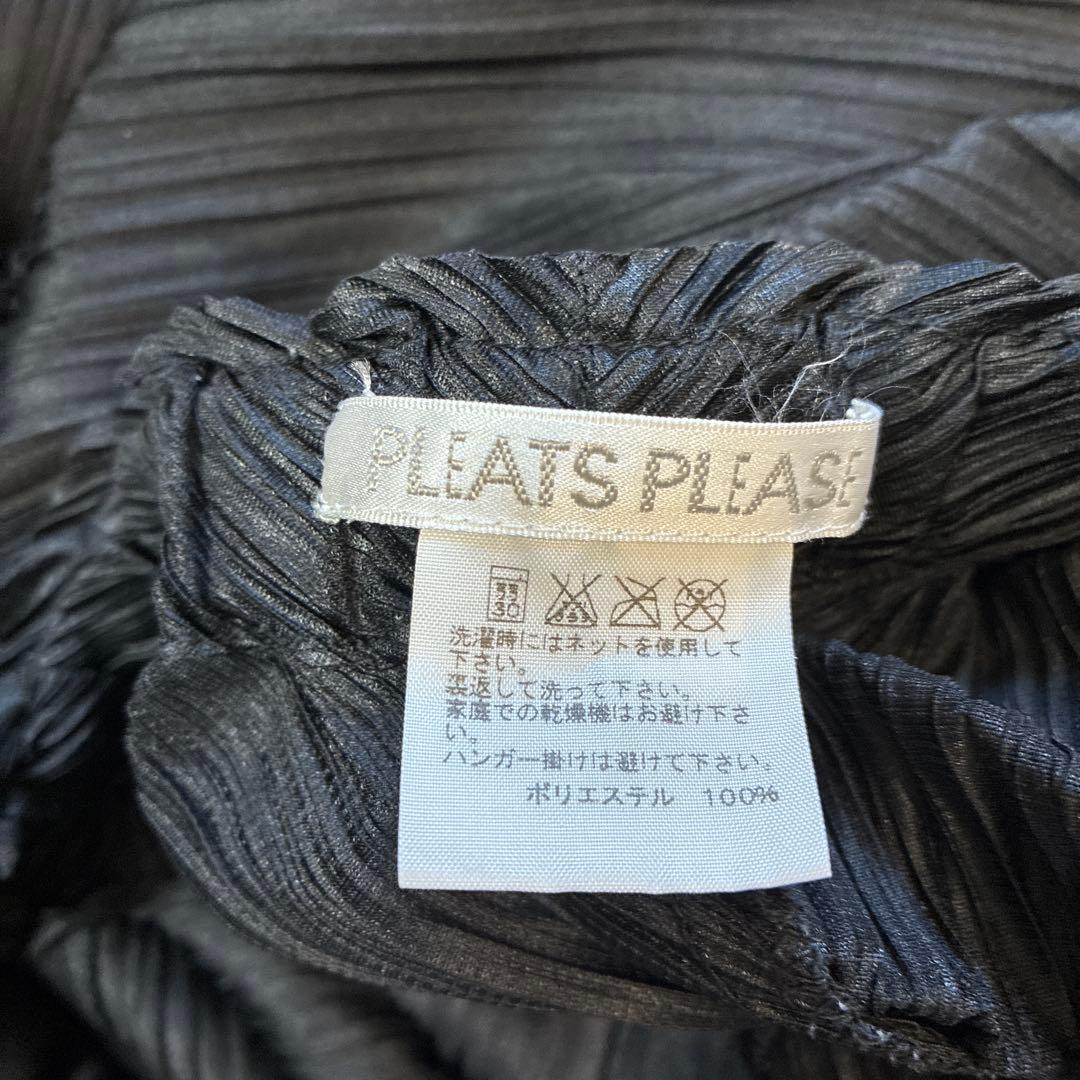 PLEATS PLEASE
弱
30
洗濯時にはネットを使用して
下さい。
裏返して洗って下さい。
家庭での乾燥機はお避け下さ
い。
ハンガー掛けは避けて下さい。
ポリエステル 100%